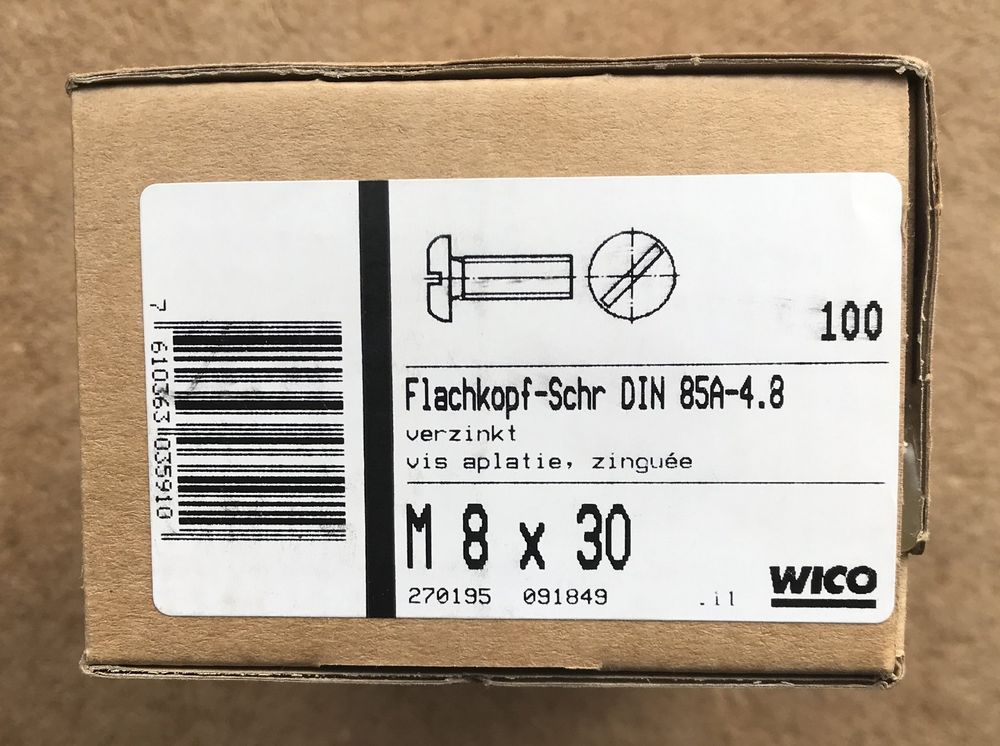 7 610363 035910
100
Flachkopf-Schr DIN 85A-4.8
verzinkt
vis aplatie, zinguée
M 8 x 30
270195 091849
WICO